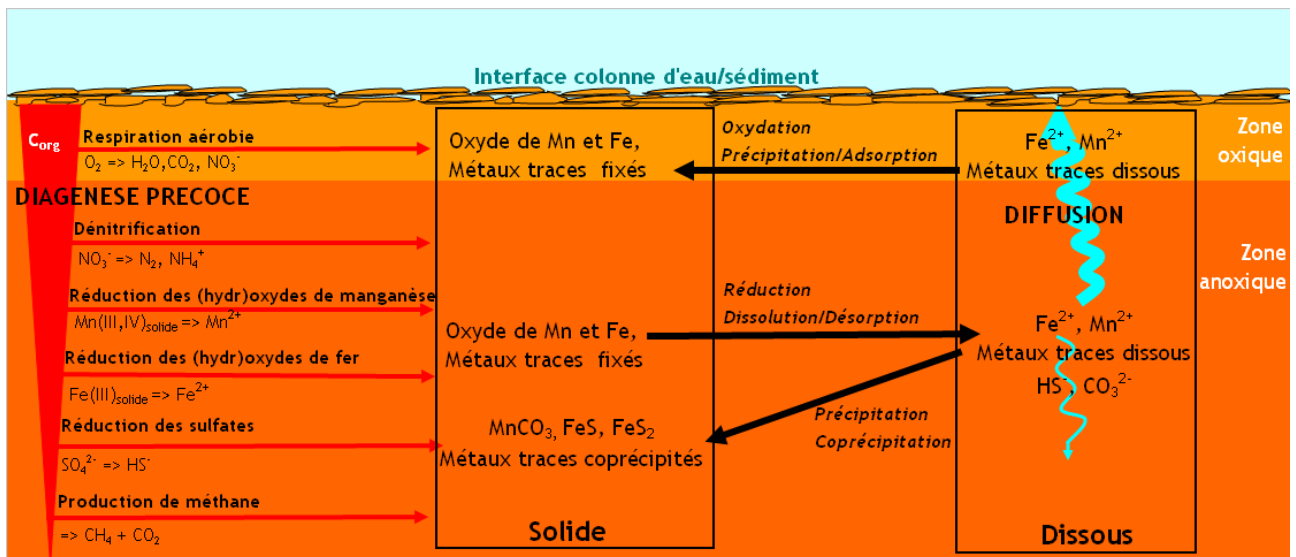 Interface colonne d'eau/sédiment
C_org
Respiration aérobie
O₂ => H₂O,CO₂, NO₃⁻
DIAGENESE PRECOCE
Dénitrification
NO₃⁻ => N₂, NH₄⁺
Réduction des (hydr)oxydes de manganèse
Mn(III,IV)solide => Mn²⁺
Réduction des (hydr)oxydes de fer
Fe(III)solide => Fe²⁺
Réduction des sulfates
SO₄²⁻ => HS⁻
Production de méthane
=> CH₄ + CO₂
Oxyde de Mn et Fe,
Métaux traces fixés
Oxyde de Mn et Fe,
Métaux traces fixés
MnCO₃, FeS, FeS₂
Métaux traces coprécipités
Solide
Oxydation
Précipitation/Adsorption
Réduction
Dissolution/Désorption
Précipitation
Coprécipitation
Fe²⁺, Mn²⁺
Métaux traces dissous
DIFFUSION
Fe²⁺, Mn²⁺
Métaux traces dissous
HS⁻, CO₃²⁻
Dissous
Zone
oxique
Zone
anoxique